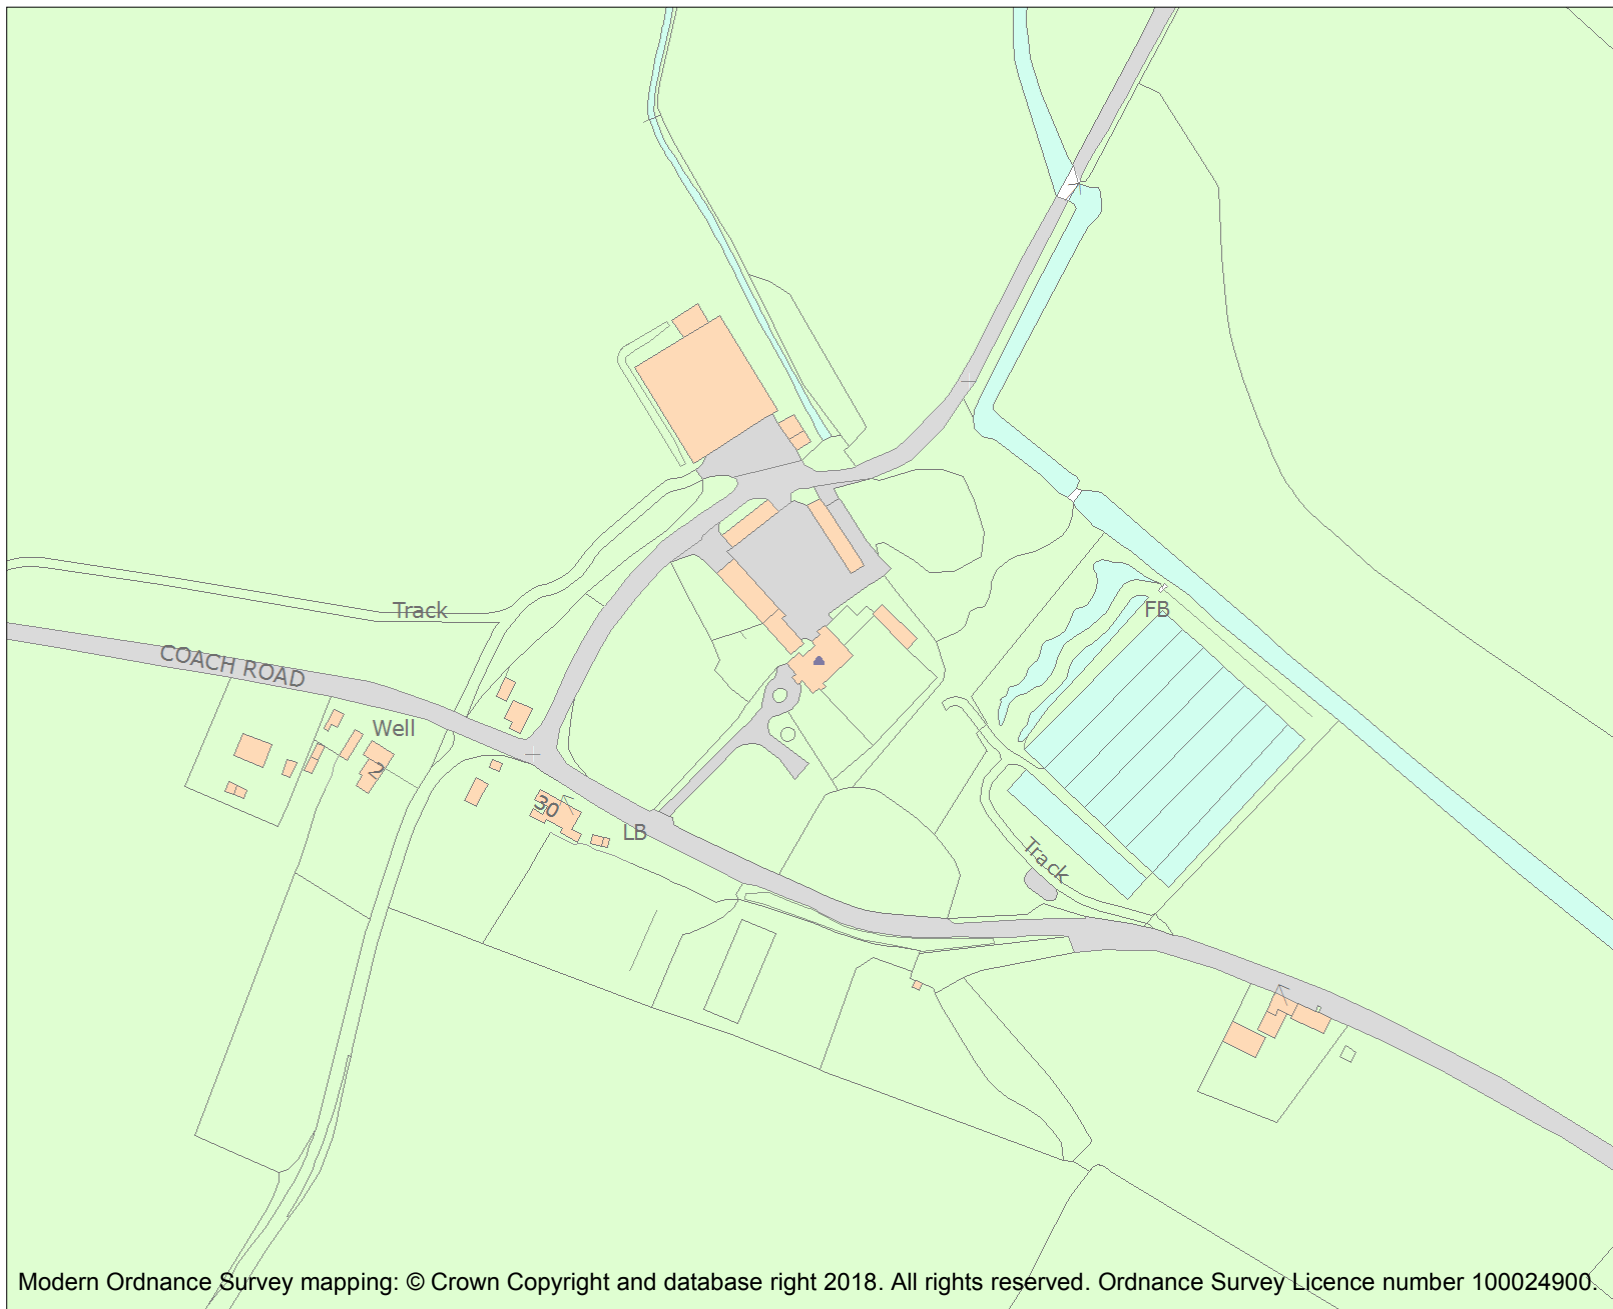 FB
Track
COACH ROAD
Well
2
30
LB
Track
Modern Ordnance Survey mapping: © Crown Copyright and database right 2018. All rights reserved. Ordnance Survey Licence number 100024900.